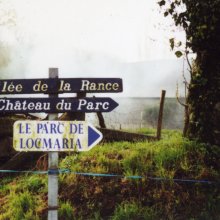 lée de la Rance
Château du Parc
LE PARC DE
LOCMARIA